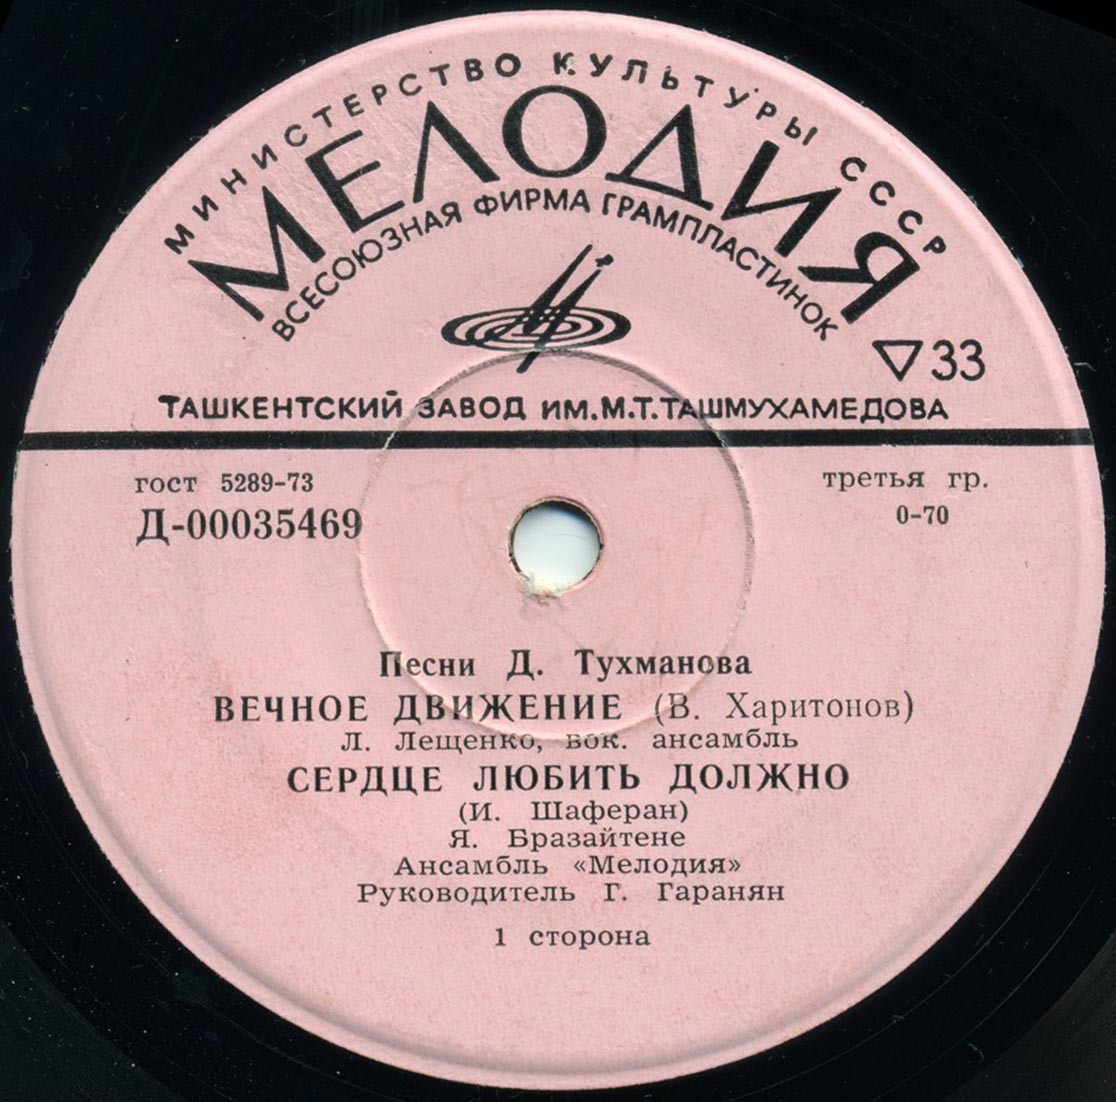 МИНИСТЕРСТВО КУЛЬТУРЫ СССР
МЕЛОДИЯ
ВСЕСОЮЗНАЯ ФИРМА ГРАМПЛАСТИНОК
33
ТАШКЕНТСКИЙ ЗАВОД ИМ.М.Т.ТАШМУХАМЕДОВА
гост 5289-73
третья гр.
Д-00035469
0-70
Песни Д. Тухманова
ВЕЧНОЕ ДВИЖЕНИЕ (В. Харитонов)
Л. Лещенко, вок. ансамбль
СЕРДЦЕ ЛЮБИТЬ ДОЛЖНО
(И. Шаферан)
Я. Бразайтене
Ансамбль «Мелодия»
Руководитель Г. Гаранян
1 сторона